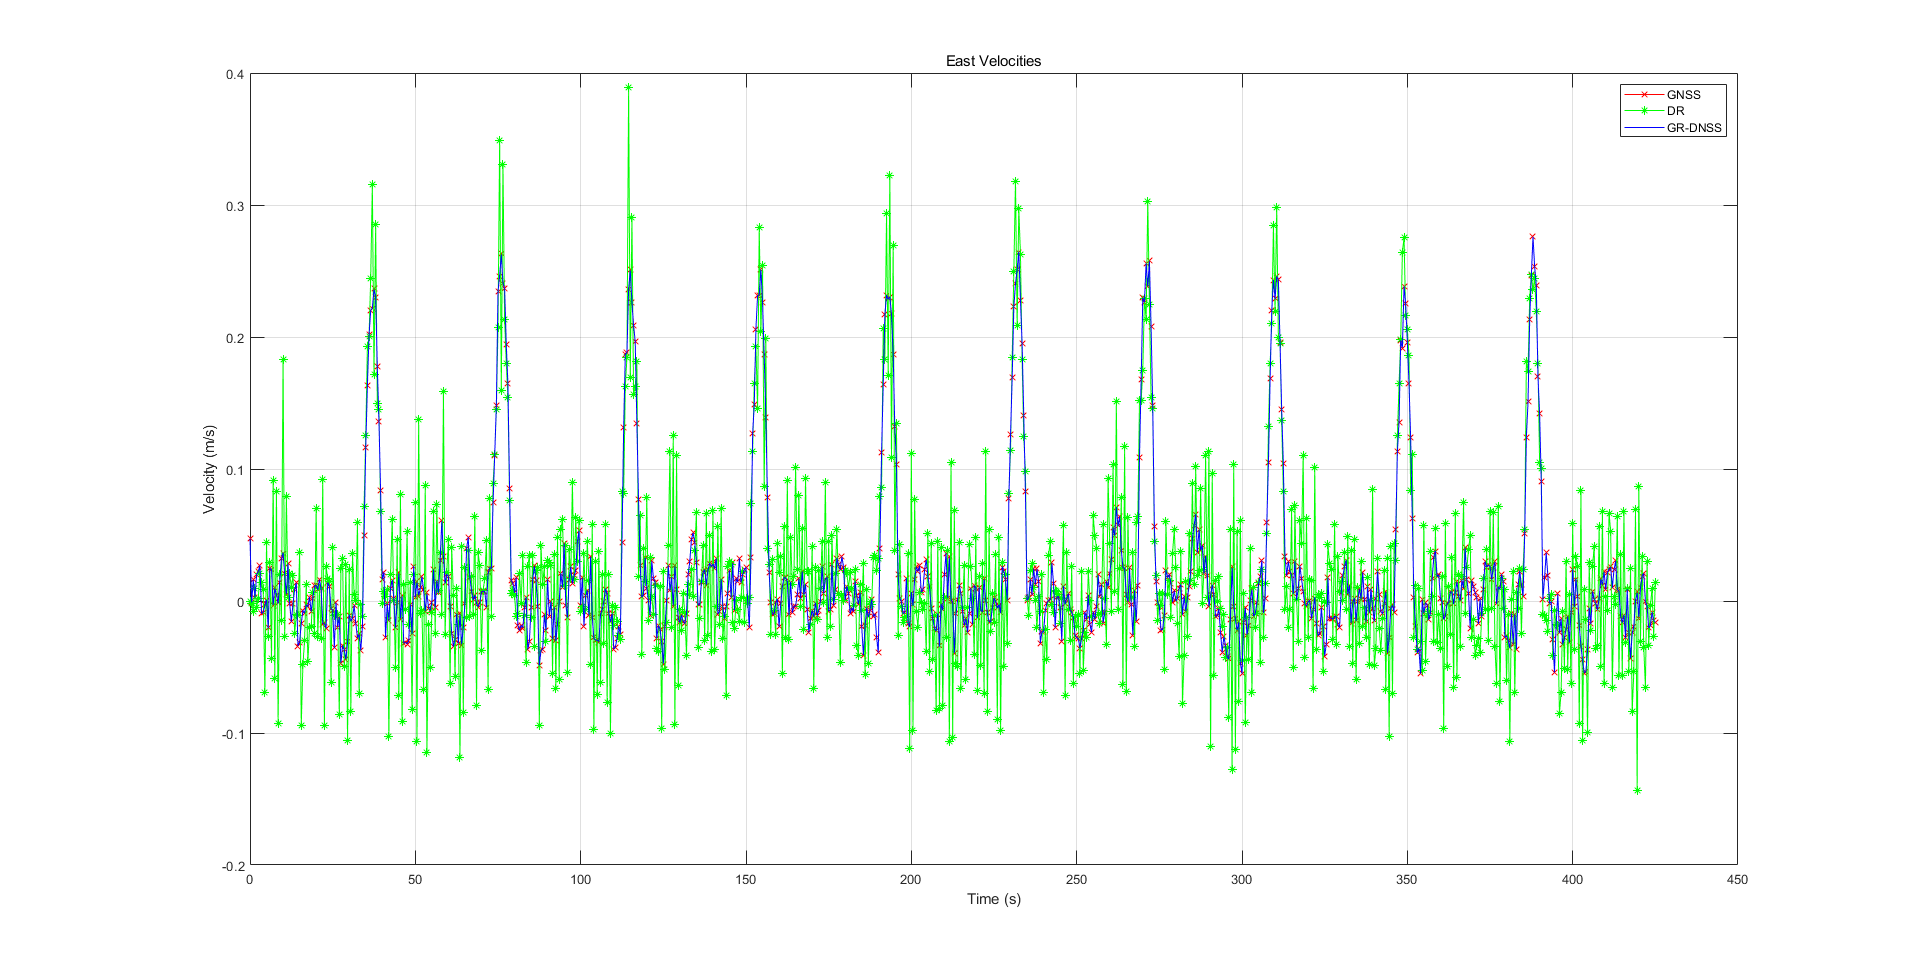 East Velocities
0.4
0.3
0.2
0.1
0
-0.1
-0.2
Velocity (m/s)
GNSS
DR
GR-DNSS
0 50 100 150 200 250 300 350 400 450
Time (s)